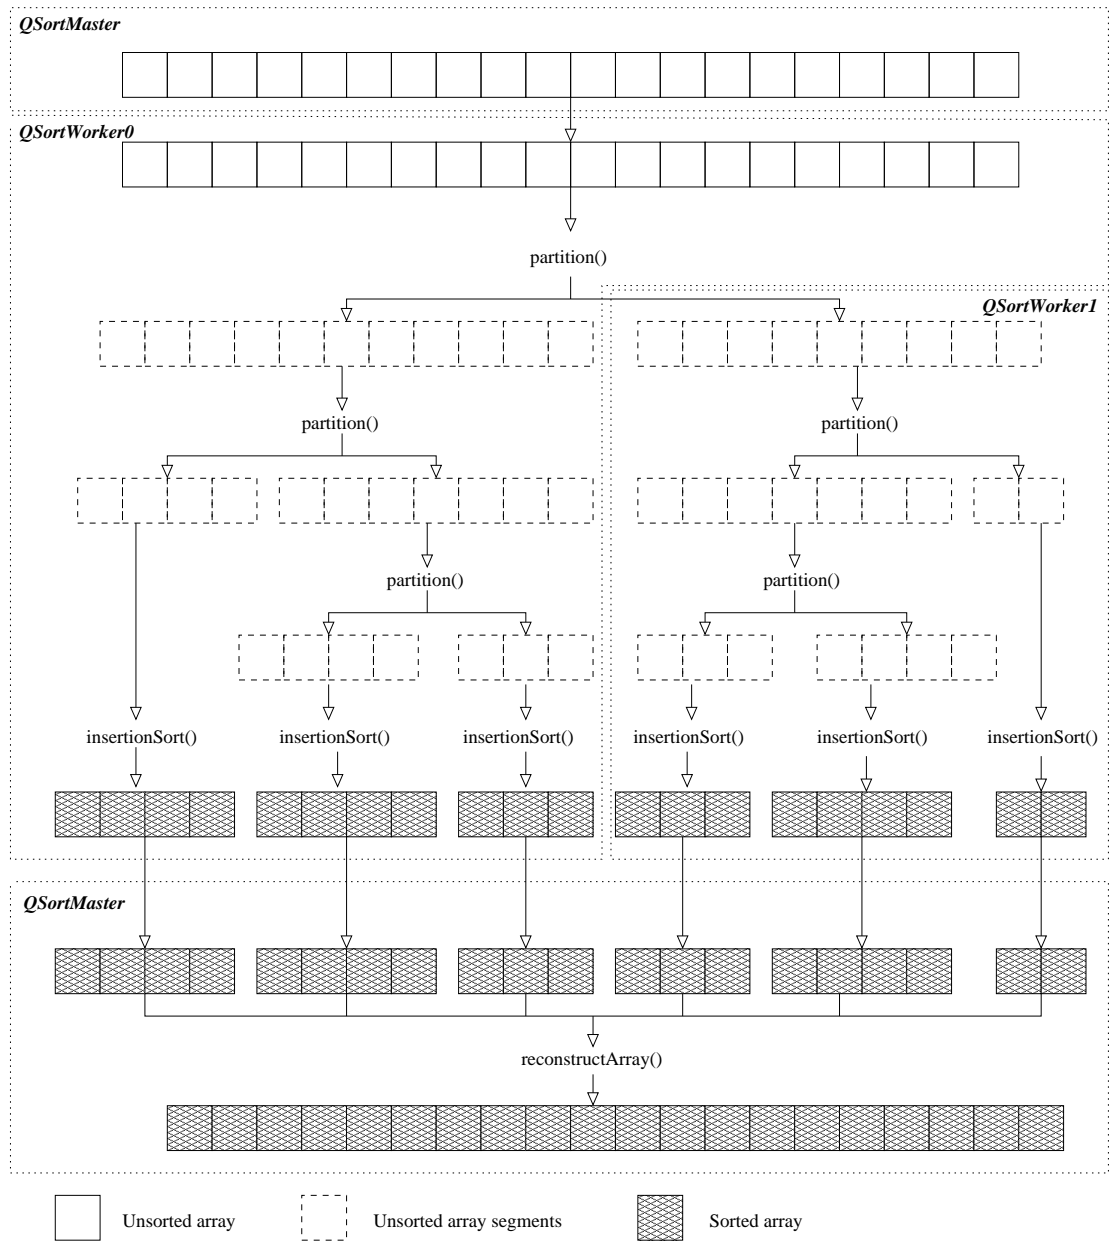 QSortMaster
QSortWorker0
partition()
QSortWorker1
partition()
partition()
partition()
partition()
insertionSort()
insertionSort()
insertionSort()
insertionSort()
insertionSort()
insertionSort()
QSortMaster
reconstructArray()
Unsorted array
Unsorted array segments
Sorted array